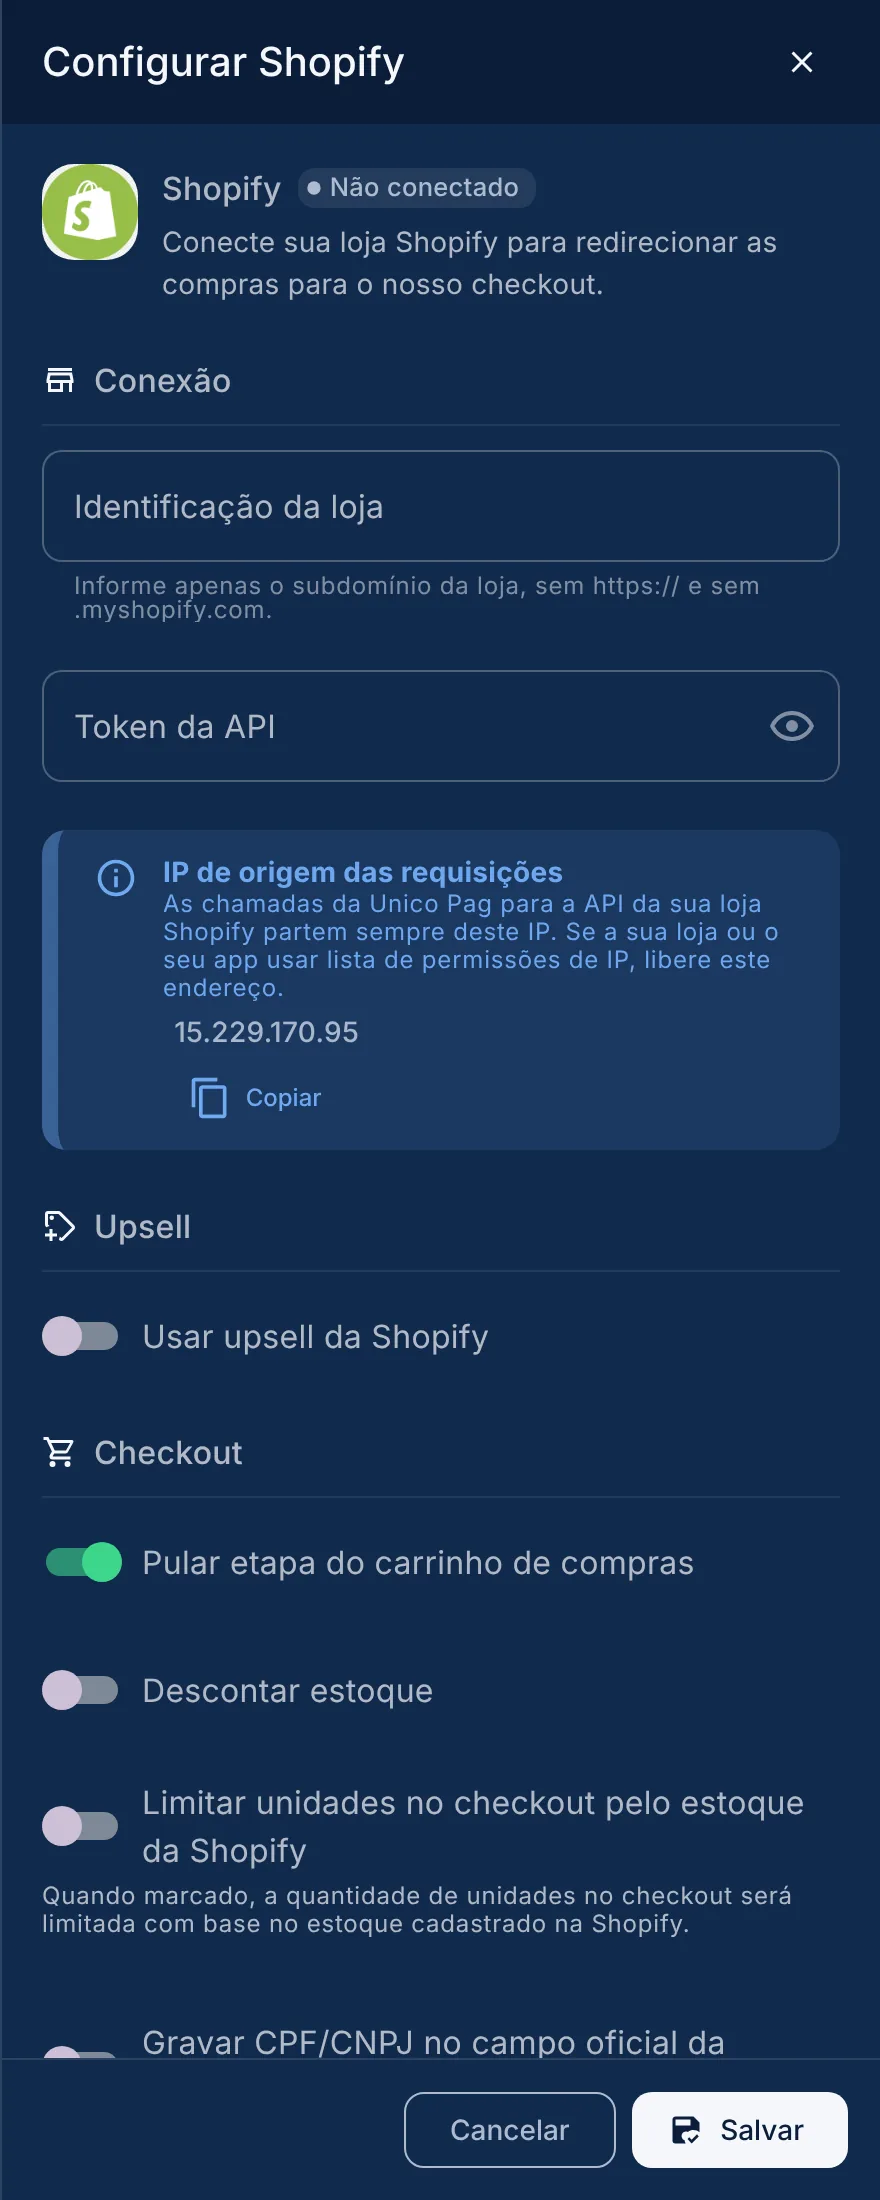 Configurar Shopify
Shopify
Não conectado
Conecte sua loja Shopify para redirecionar as
compras para o nosso checkout.
Conexão
Identificação da loja
Informe apenas o subdomínio da loja, sem https:// e sem
.myshopify.com.
Token da API
IP de origem das requisições
As chamadas da Unico Pag para a API da sua loja
Shopify partem sempre deste IP. Se a sua loja ou o
seu app usar lista de permissões de IP, libere este
endereço.
15.229.170.95
Copiar
Upsell
Usar upsell da Shopify
Checkout
Pular etapa do carrinho de compras
Descontar estoque
Limitar unidades no checkout pelo estoque
da Shopify
Quando marcado, a quantidade de unidades no checkout será
limitada com base no estoque cadastrado na Shopify.
Gravar CPF/CNPJ no campo oficial da
Cancelar
Salvar